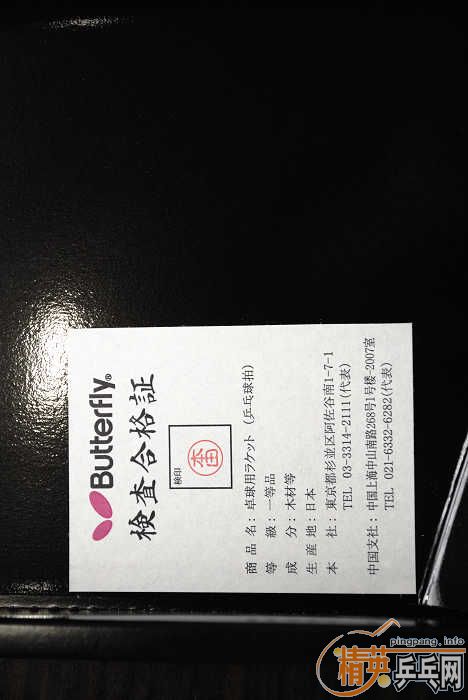 Butterfly®
検査合格証
検印
本田
商品名：卓球用ラケット（乒乓球拍）
等級：一等品
成分：木材等
生産地：日本
本社：東京都杉並区阿佐谷南1-7-1
TEL 03-3314-2111(代表)
中国支社：中国上海中山南路268号1号楼-2007室
TEL 021-6332-6282(代表)
pingpang.info
精英乒乓网